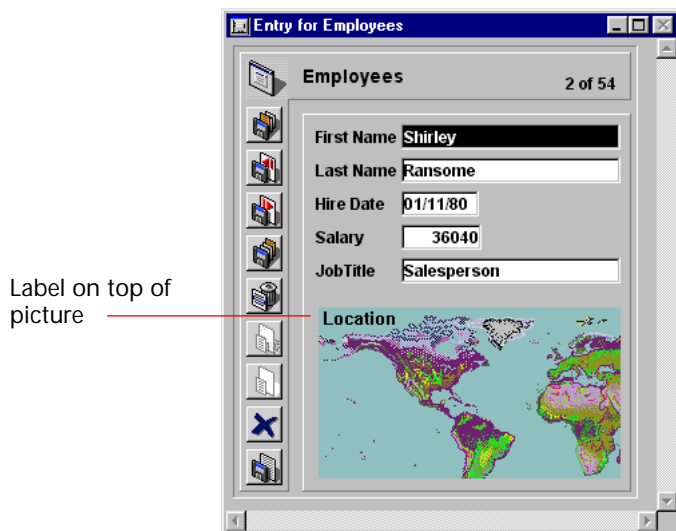 Entry for Employees
Employees
2 of 54
First Name Shirley
Last Name Ransome
Hire Date 01/11/80
Salary 36040
JobTitle Salesperson
Label on top of
picture
Location